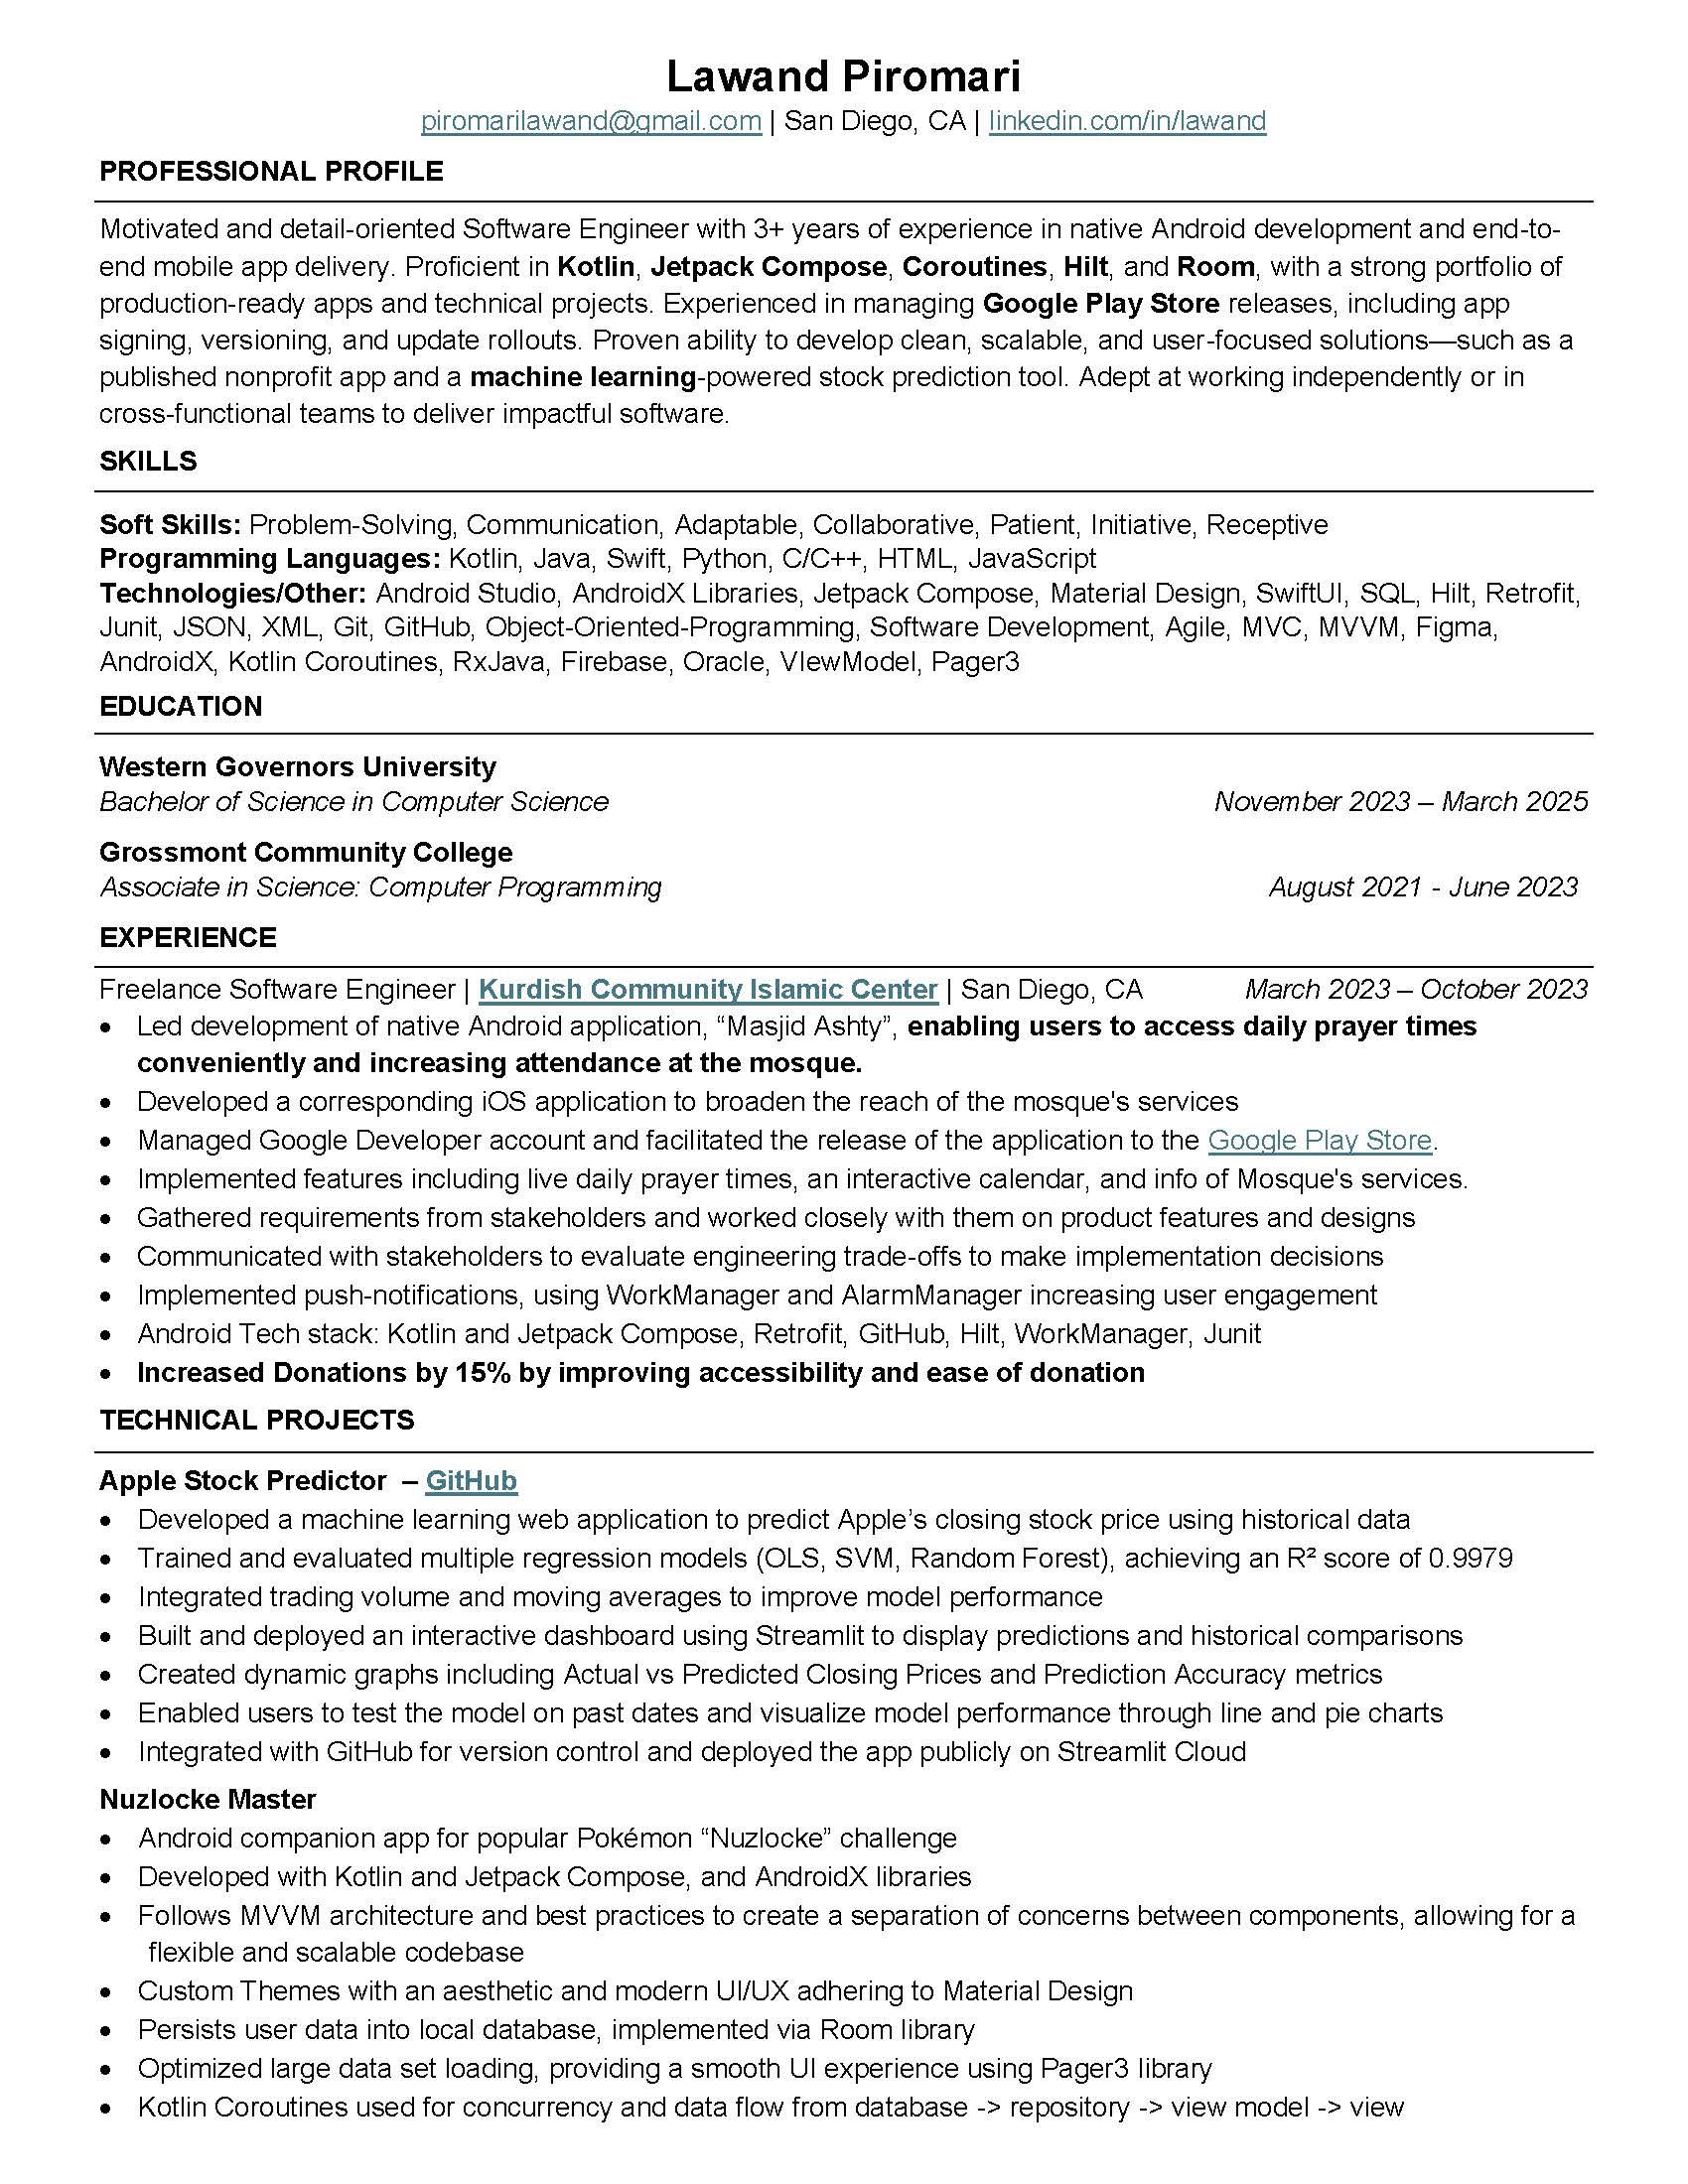 Lawand Piromari
piromarilawand@gmail.com | San Diego, CA | linkedin.com/in/lawand
PROFESSIONAL PROFILE
Motivated and detail-oriented Software Engineer with 3+ years of experience in native Android development and end-to-
end mobile app delivery. Proficient in Kotlin, Jetpack Compose, Coroutines, Hilt, and Room, with a strong portfolio of
production-ready apps and technical projects. Experienced in managing Google Play Store releases, including app
signing, versioning, and update rollouts. Proven ability to develop clean, scalable, and user-focused solutions—such as a
published nonprofit app and a machine learning-powered stock prediction tool. Adept at working independently or in
cross-functional teams to deliver impactful software.
SKILLS
Soft Skills: Problem-Solving, Communication, Adaptable, Collaborative, Patient, Initiative, Receptive
Programming Languages: Kotlin, Java, Swift, Python, C/C++, HTML, JavaScript
Technologies/Other: Android Studio, AndroidX Libraries, Jetpack Compose, Material Design, SwiftUI, SQL, Hilt, Retrofit,
Junit, JSON, XML, Git, GitHub, Object-Oriented-Programming, Software Development, Agile, MVC, MVVM, Figma,
AndroidX, Kotlin Coroutines, RxJava, Firebase, Oracle, VIewModel, Pager3
EDUCATION
Western Governors University
Bachelor of Science in Computer Science November 2023 – March 2025
Grossmont Community College
Associate in Science: Computer Programming August 2021 - June 2023
EXPERIENCE
Freelance Software Engineer | Kurdish Community Islamic Center | San Diego, CA March 2023 – October 2023
• Led development of native Android application, “Masjid Ashty”, enabling users to access daily prayer times
conveniently and increasing attendance at the mosque.
• Developed a corresponding iOS application to broaden the reach of the mosque's services
• Managed Google Developer account and facilitated the release of the application to the Google Play Store.
• Implemented features including live daily prayer times, an interactive calendar, and info of Mosque's services.
• Gathered requirements from stakeholders and worked closely with them on product features and designs
• Communicated with stakeholders to evaluate engineering trade-offs to make implementation decisions
• Implemented push-notifications, using WorkManager and AlarmManager increasing user engagement
• Android Tech stack: Kotlin and Jetpack Compose, Retrofit, GitHub, Hilt, WorkManager, Junit
• Increased Donations by 15% by improving accessibility and ease of donation
TECHNICAL PROJECTS
Apple Stock Predictor – GitHub
• Developed a machine learning web application to predict Apple’s closing stock price using historical data
• Trained and evaluated multiple regression models (OLS, SVM, Random Forest), achieving an R² score of 0.9979
• Integrated trading volume and moving averages to improve model performance
• Built and deployed an interactive dashboard using Streamlit to display predictions and historical comparisons
• Created dynamic graphs including Actual vs Predicted Closing Prices and Prediction Accuracy metrics
• Enabled users to test the model on past dates and visualize model performance through line and pie charts
• Integrated with GitHub for version control and deployed the app publicly on Streamlit Cloud
Nuzlocke Master
• Android companion app for popular Pokémon “Nuzlocke” challenge
• Developed with Kotlin and Jetpack Compose, and AndroidX libraries
• Follows MVVM architecture and best practices to create a separation of concerns between components, allowing for a
flexible and scalable codebase
• Custom Themes with an aesthetic and modern UI/UX adhering to Material Design
• Persists user data into local database, implemented via Room library
• Optimized large data set loading, providing a smooth UI experience using Pager3 library
• Kotlin Coroutines used for concurrency and data flow from database -> repository -> view model -> view